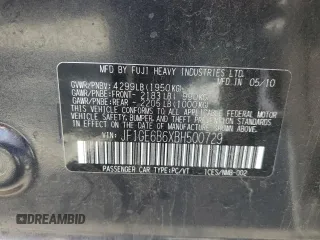 MFD BY FUJI HEAVY INDUSTRIES LTD. IN 05/10
GVWR/PNBV: 4299LB(1950KG)
GAWR/PNBE:FRONT- 2183LB(990KG)
GAWR/PNBE:REAR - 2205LB(1000KG)
THIS VEHICLE CONFORMS TO ALL APPLICABLE FEDERAL MOTOR
VEHICLE SAFETY, BUMPER, AND THEFT PREVENTION
STANDARDS IN EFFECT ON THE DATE OF MANUFACTURE
SHOWN ABOVE.
VIN: JF1GE6B6XBH500729
PASSENGER CAR(PC/VT) ICES/NMB-002
DREAMBID